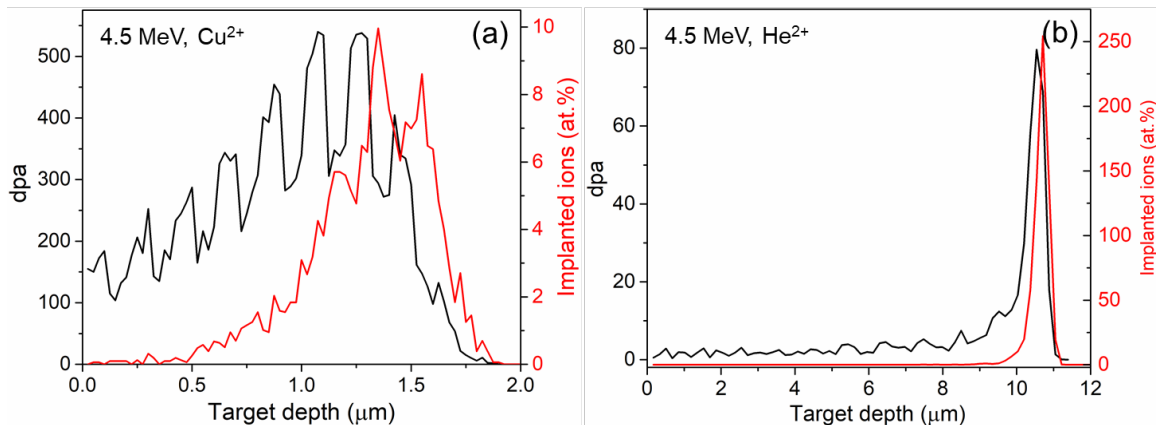 4.5 MeV, Cu²⁺
(a)
dpa
500
400
300
200
100
0
Implanted ions (at.%)
10
8
6
4
2
0
0.0 0.5 1.0 1.5 2.0
Target depth (μm)
4.5 MeV, He²⁺
(b)
dpa
80
60
40
20
0
Implanted ions (at.%)
250
200
150
100
50
0
0 2 4 6 8 10 12
Target depth (μm)